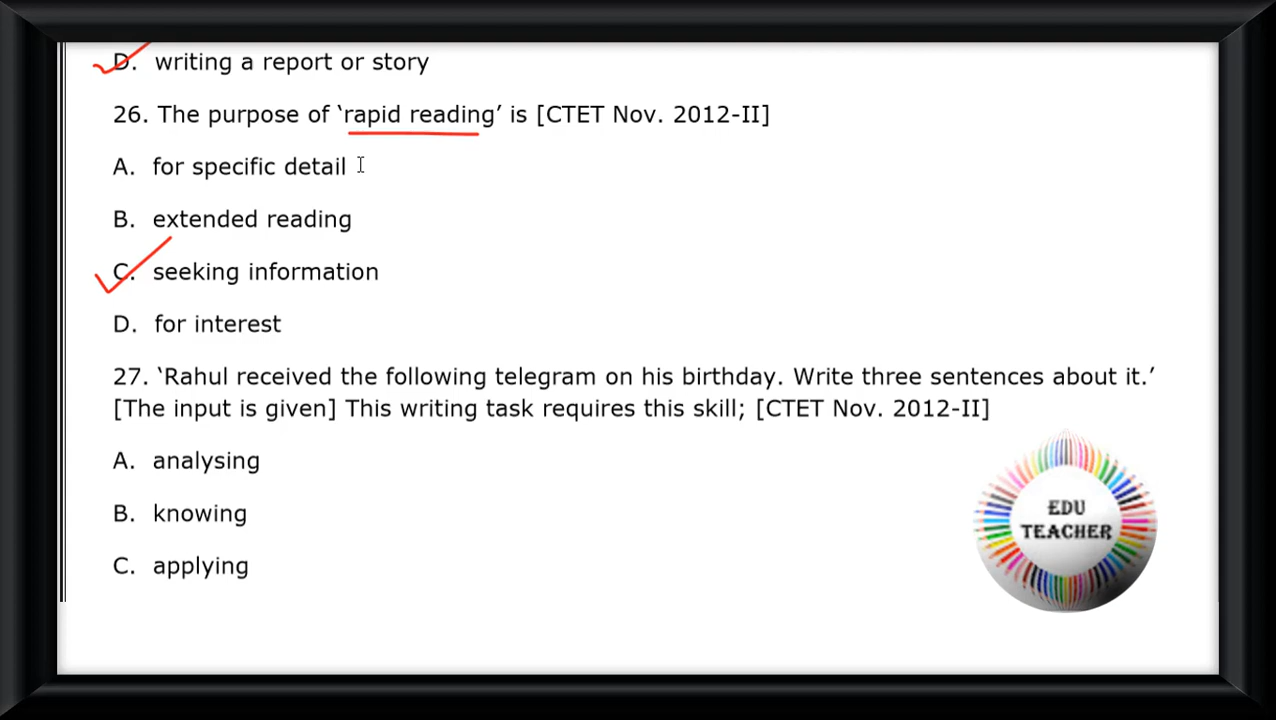 D. writing a report or story
26. The purpose of ‘rapid reading’ is [CTET Nov. 2012-II]
A. for specific detail
B. extended reading
C. seeking information
D. for interest
27. ‘Rahul received the following telegram on his birthday. Write three sentences about it.’
[The input is given] This writing task requires this skill; [CTET Nov. 2012-II]
A. analysing
B. knowing
C. applying
EDU
TEACHER